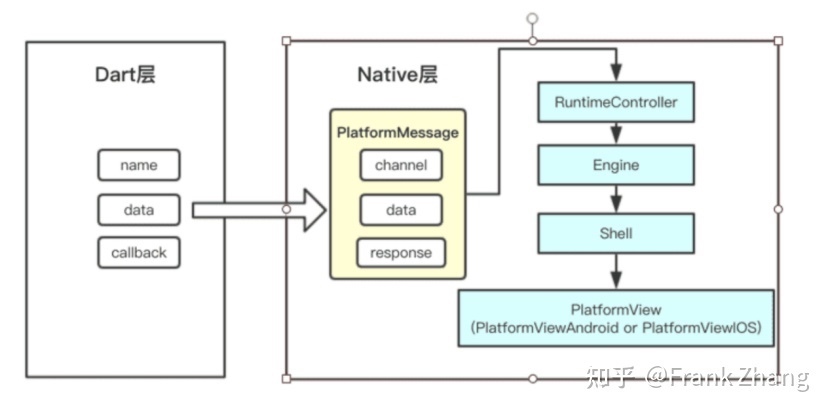 Dart层
name
data
callback
Native层
PlatformMessage
channel
data
response
RuntimeController
Engine
Shell
PlatformView
(PlatformViewAndroid or PlatformViewIOS)
知乎 @Frank Zhang